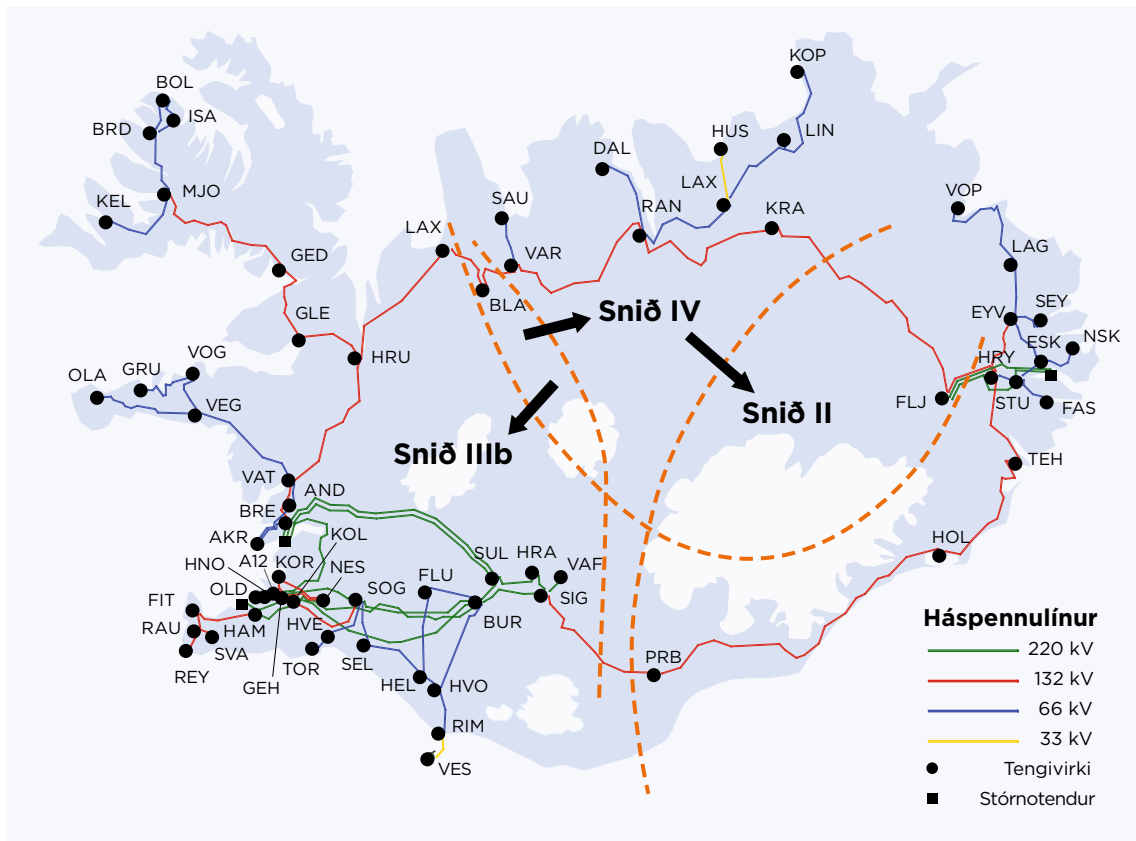 KOP
BOL
ISA
BRD
HUS
LIN
DAL
MJO
LAX
VOP
KEL
SAU
RAN
KRA
LAX
LAG
GED
VAR
BLA
Snið IV
SEY
EYV
GLE
NSK
ESK
HRU
HRY
VOG
GRU
OLA
FLJ
STU
FAS
VEG
Snið II
Snið IIIb
TEH
VAT
AND
BRE
KOL
AKR
HOL
SUL
HRA
VAF
A12
KOR
HNO
NES
SOG
FLU
OLD
SIG
FIT
BUR
HAM
HVE
RAU
SVA
Háspennulínur
220 kV
132 kV
66 kV
33 kV
Tengivirki
Stórnotendur
TOR
SEL
PRB
REY
GEH
HEL
HVO
RIM
VES